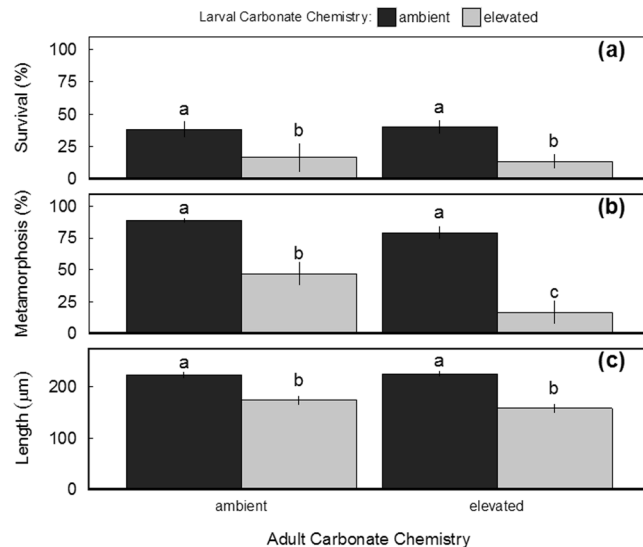 Larval Carbonate Chemistry: ambient elevated
(a)
Survival (%)
100
75
50
25
0
a
b
a
b
(b)
Metamorphosis (%)
100
75
50
25
0
a
b
a
c
(c)
Length (μm)
200
100
0
a
b
a
b
ambient elevated
Adult Carbonate Chemistry